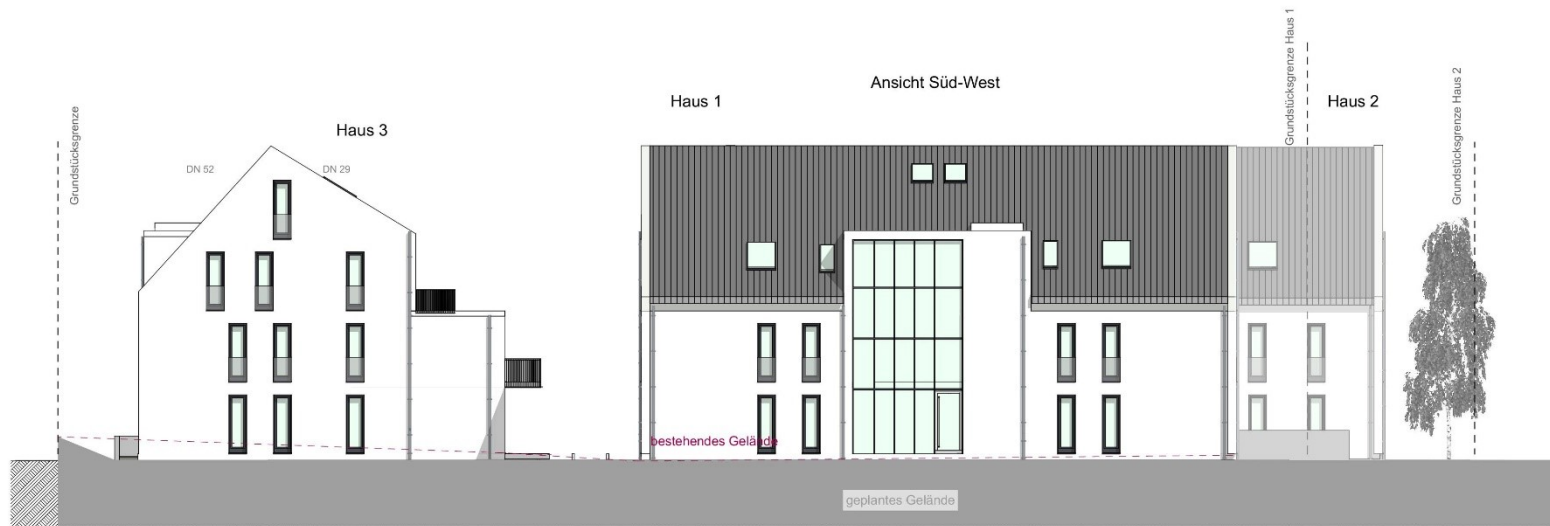 Ansicht Süd-West
Haus 1
Haus 2
Haus 3
Grundstücksgrenze
Grundstücksgrenze Haus 1
Grundstücksgrenze Haus 2
DN 52
DN 29
bestehendes Gelände
geplantes Gelände